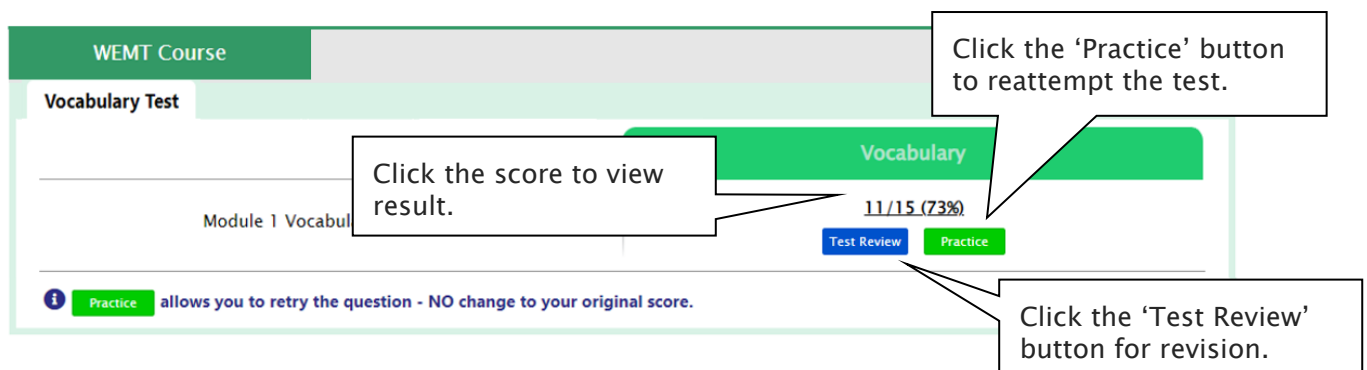 WEMT Course
Click the ‘Practice’ button
to reattempt the test.
Vocabulary Test
Vocabulary
Click the score to view
result.
Module 1
11/15 (73%)
Test Review
Practice
Practice allows you to retry the question - NO change to your original score.
Click the ‘Test Review’
button for revision.